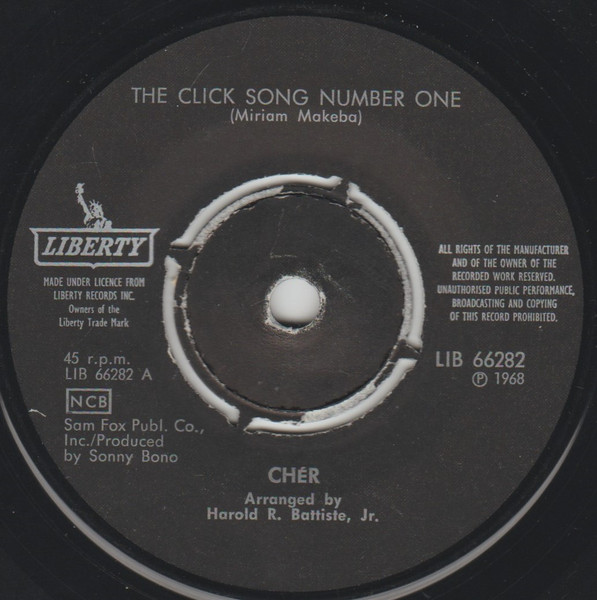 THE CLICK SONG NUMBER ONE
(Miriam Makeba)
LIBERTY
MADE UNDER LICENCE FROM
LIBERTY RECORDS INC.
Owners of the
Liberty Trade Mark
ALL RIGHTS OF THE MANUFACTURER
AND OF THE OWNER OF THE
RECORDED WORK RESERVED.
UNAUTHORISED PUBLIC PERFORMANCE,
BROADCASTING AND COPYING
OF THIS RECORD PROHIBITED.
45 r.p.m.
LIB 66282 A
NCB
Sam Fox Publ. Co.,
Inc./Produced
by Sonny Bono
LIB 66282
℗ 1968
CHÉR
Arranged by
Harold R. Battiste, Jr.